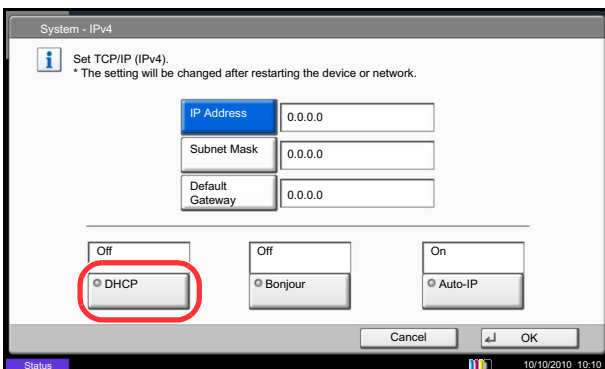 System - IPv4
Set TCP/IP (IPv4).
* The setting will be changed after restarting the device or network.
IP Address
0.0.0.0
Subnet Mask
0.0.0.0
Default
Gateway
0.0.0.0
Off
Off
On
DHCP
Bonjour
Auto-IP
Cancel
OK
Status
10/10/2010 10:10